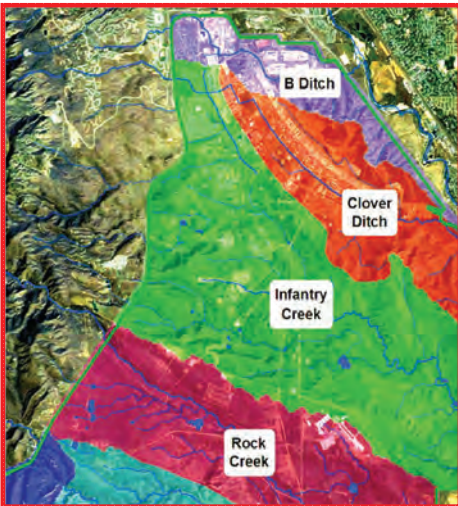 B Ditch
Clover
Ditch
Infantry
Creek
Rock
Creek